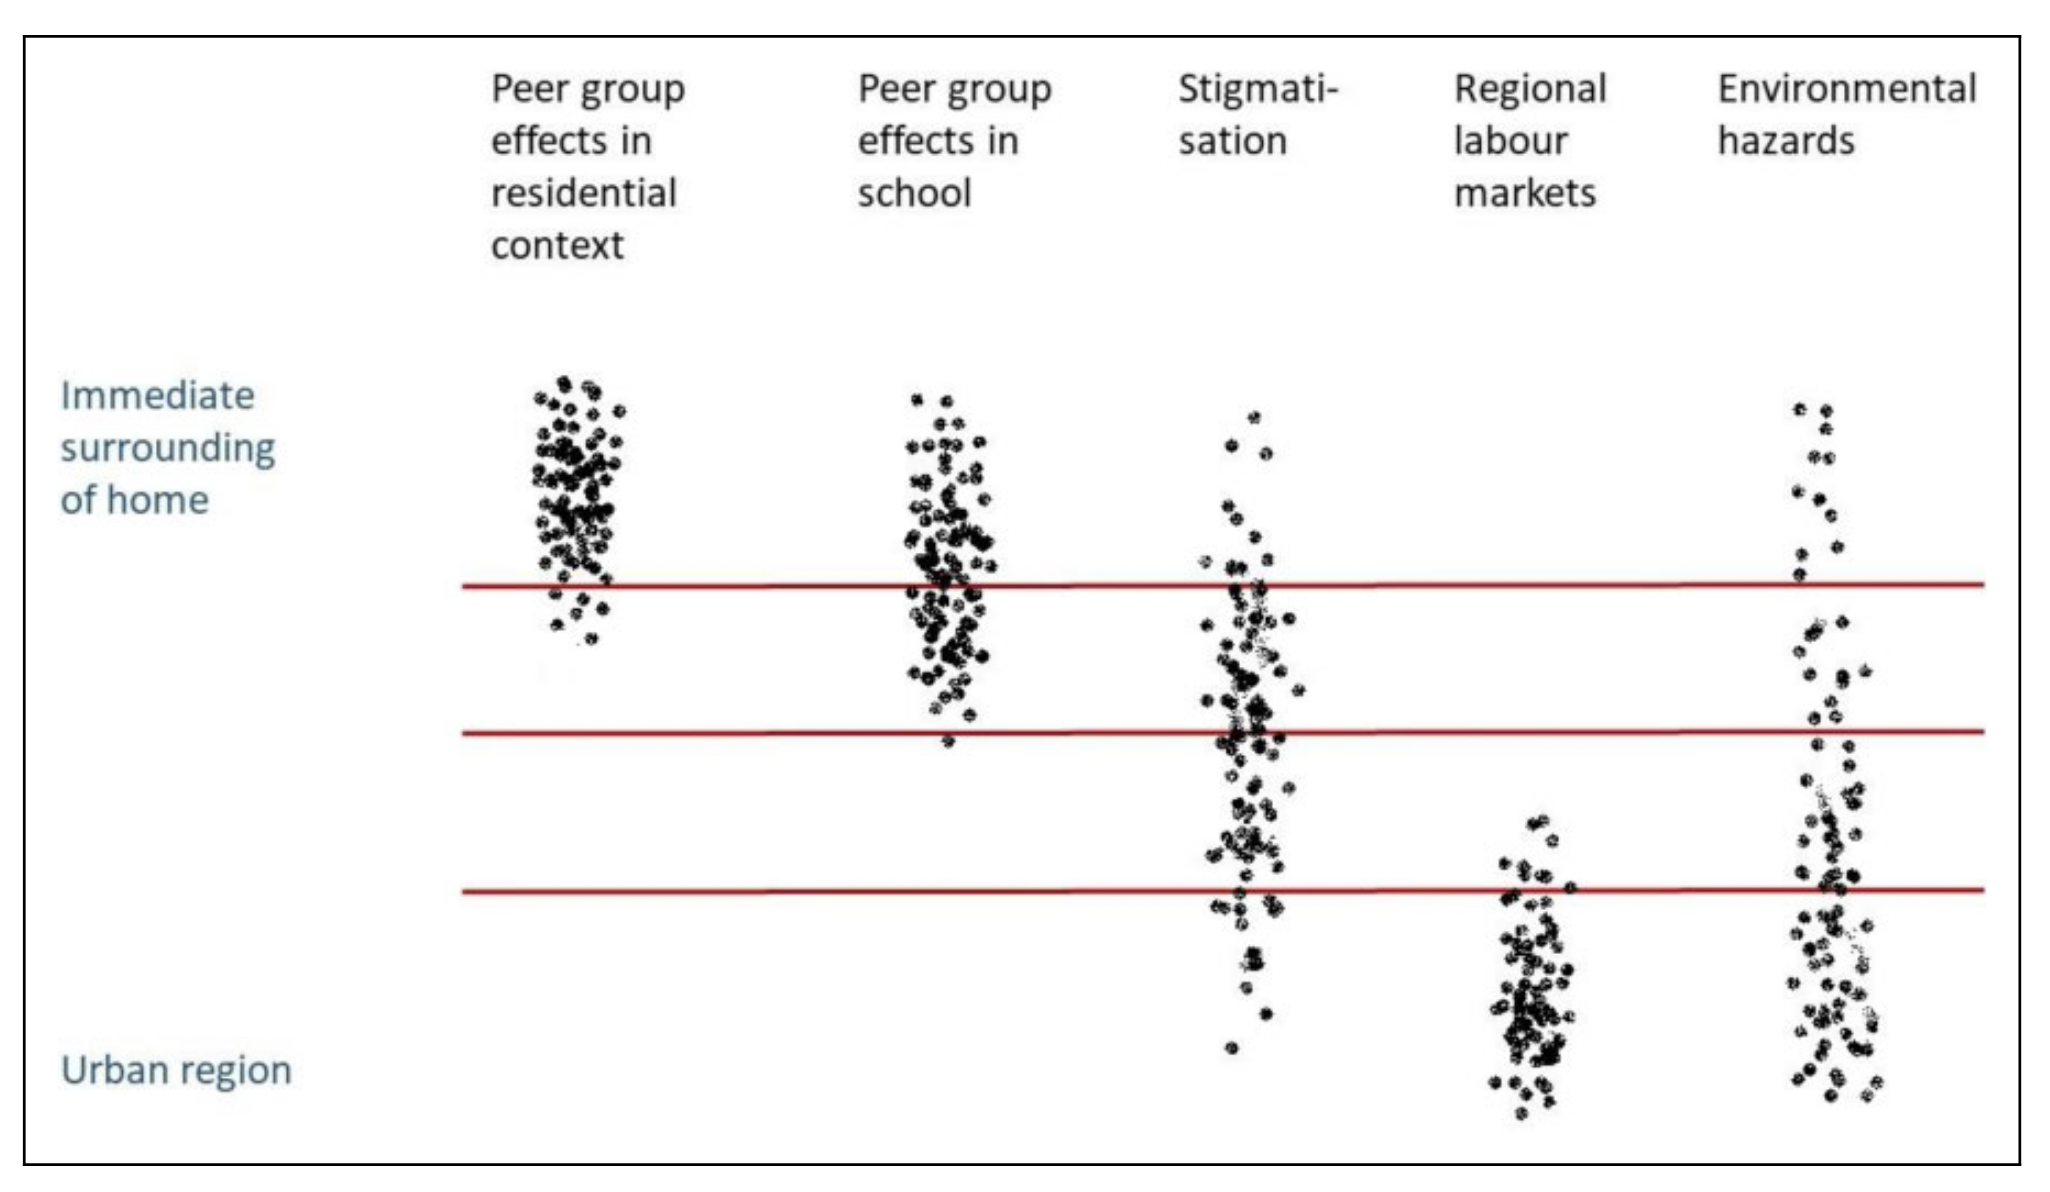 Peer group
effects in
residential
context
Peer group
effects in
school
Stigmati-
sation
Regional
labour
markets
Environmental
hazards
Immediate
surrounding
of home
Urban region